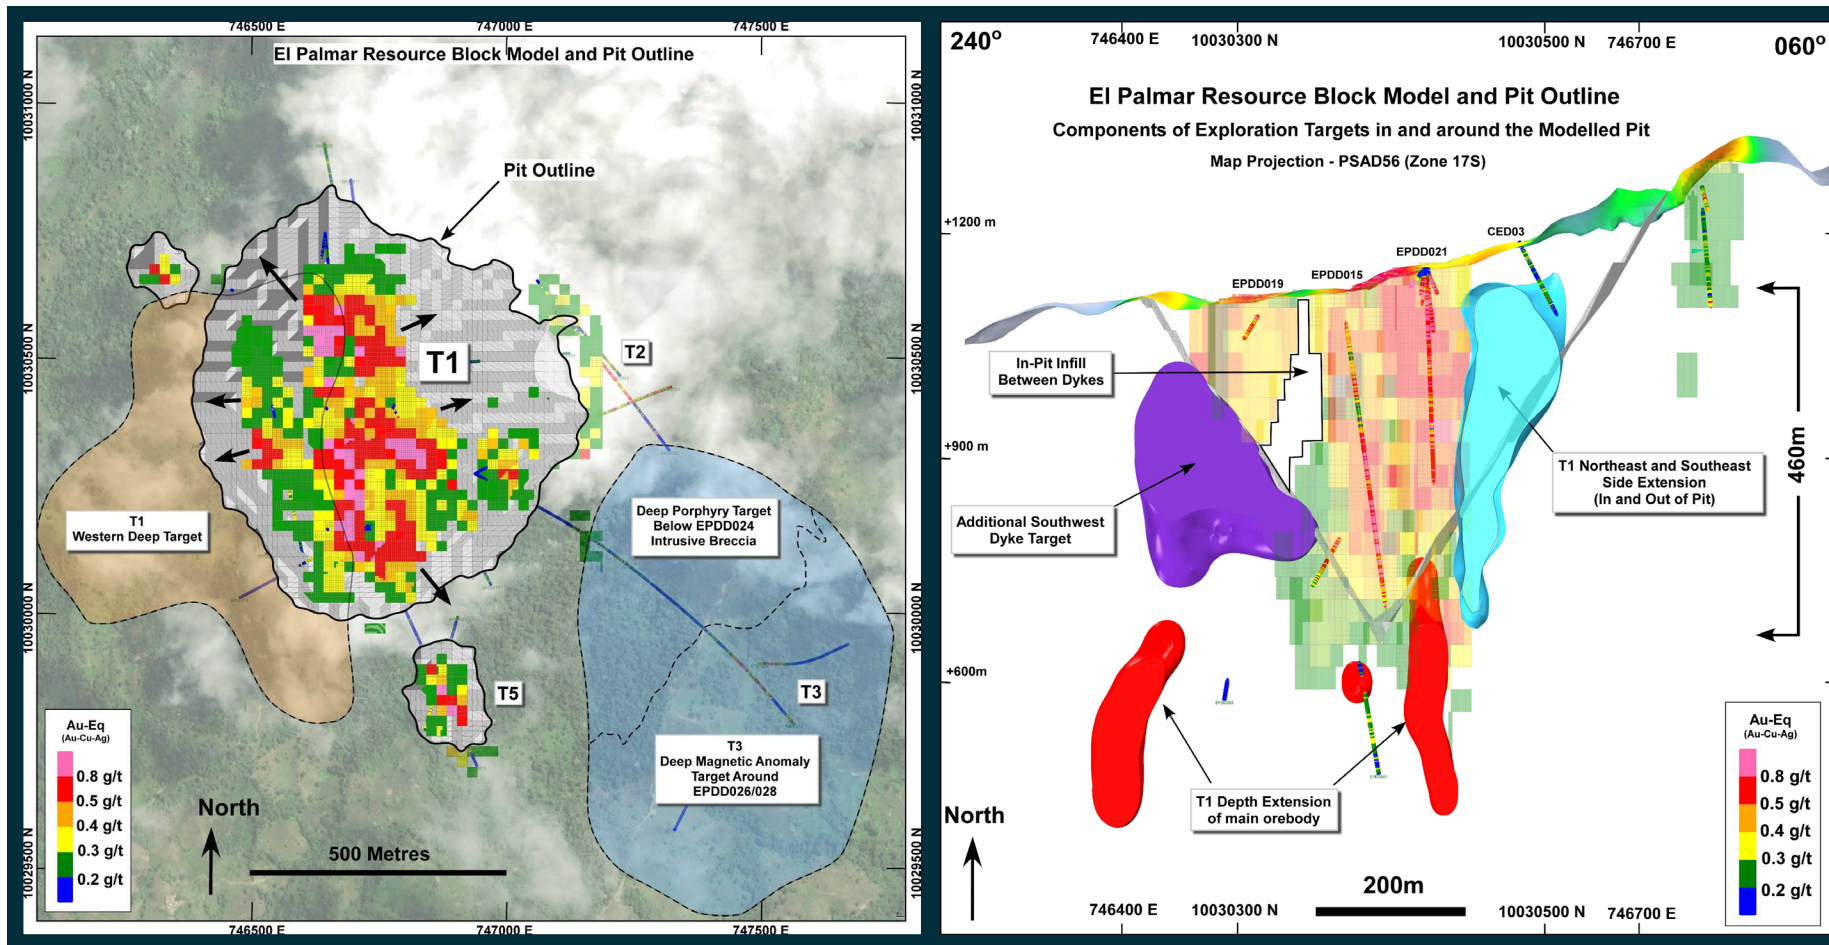 746500 E
747000 E
747500 E
El Palmar Resource Block Model and Pit Outline
10031000 N
10031000 N
Pit Outline
T1
T2
10030500 N
10030500 N
T1
Western Deep Target
Deep Porphyry Target
Below EPDD024
Intrusive Breccia
10030000 N
10030000 N
T5
T3
T3
Deep Magnetic Anomaly
Target Around
EPDD026/028
Au-Eq
(Au-Cu-Ag)
0.8 g/t
0.5 g/t
0.4 g/t
0.3 g/t
0.2 g/t
North
500 Metres
10029500 N
10029500 N
746500 E
747000 E
747500 E
240°
746400 E
10030300 N
10030500 N
746700 E
060°
El Palmar Resource Block Model and Pit Outline
Components of Exploration Targets in and around the Modelled Pit
Map Projection - PSAD56 (Zone 17S)
+1200 m
CED03
EPDD021
EPDD015
EPDD019
In-Pit Infill
Between Dykes
+900 m
460m
T1 Northeast and Southeast
Side Extension
(In and Out of Pit)
Additional Southwest
Dyke Target
+600m
T1 Depth Extension
of main orebody
Au-Eq
(Au-Cu-Ag)
0.8 g/t
0.5 g/t
0.4 g/t
0.3 g/t
0.2 g/t
North
200m
746400 E
10030300 N
10030500 N
746700 E